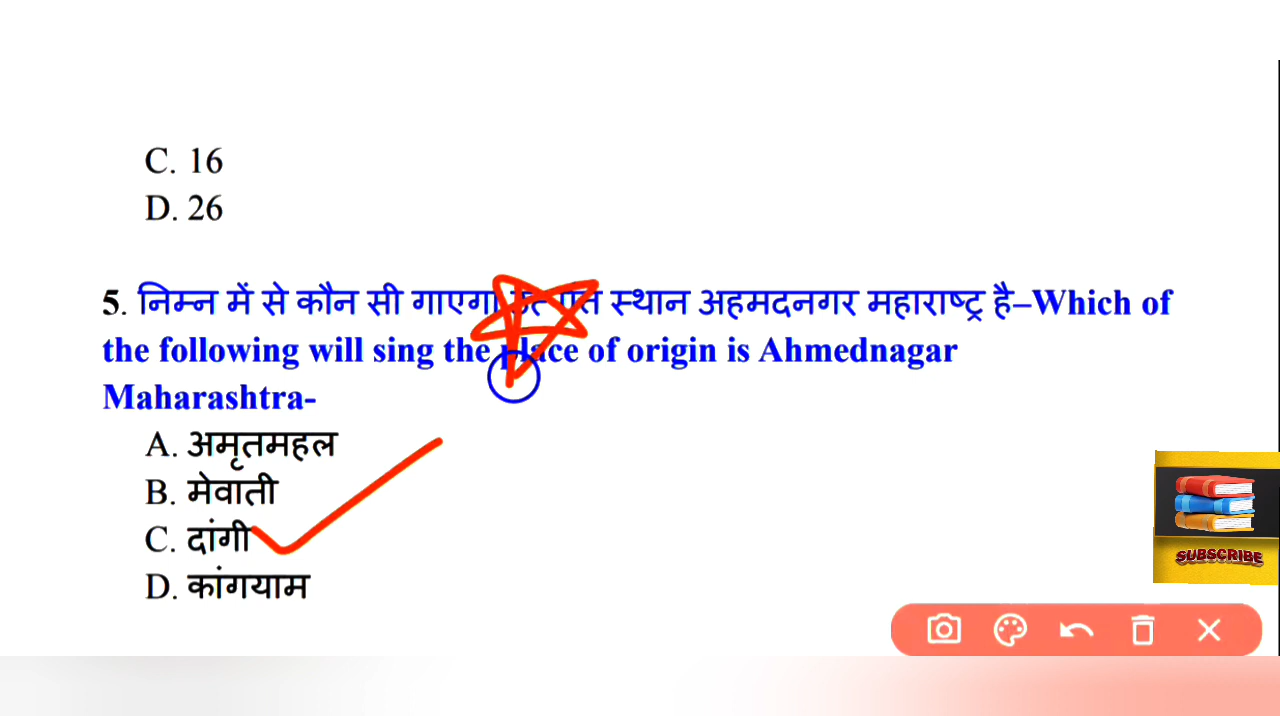 C. 16
D. 26
5. निम्न में से कौन सी गाएगा उत्पत्त स्थान अहमदनगर महाराष्ट्र है–Which of
the following will sing the place of origin is Ahmednagar
Maharashtra-
A. अमृतमहल
B. मेवाती
C. दांगी
D. कांगयाम
SUBSCRIBE